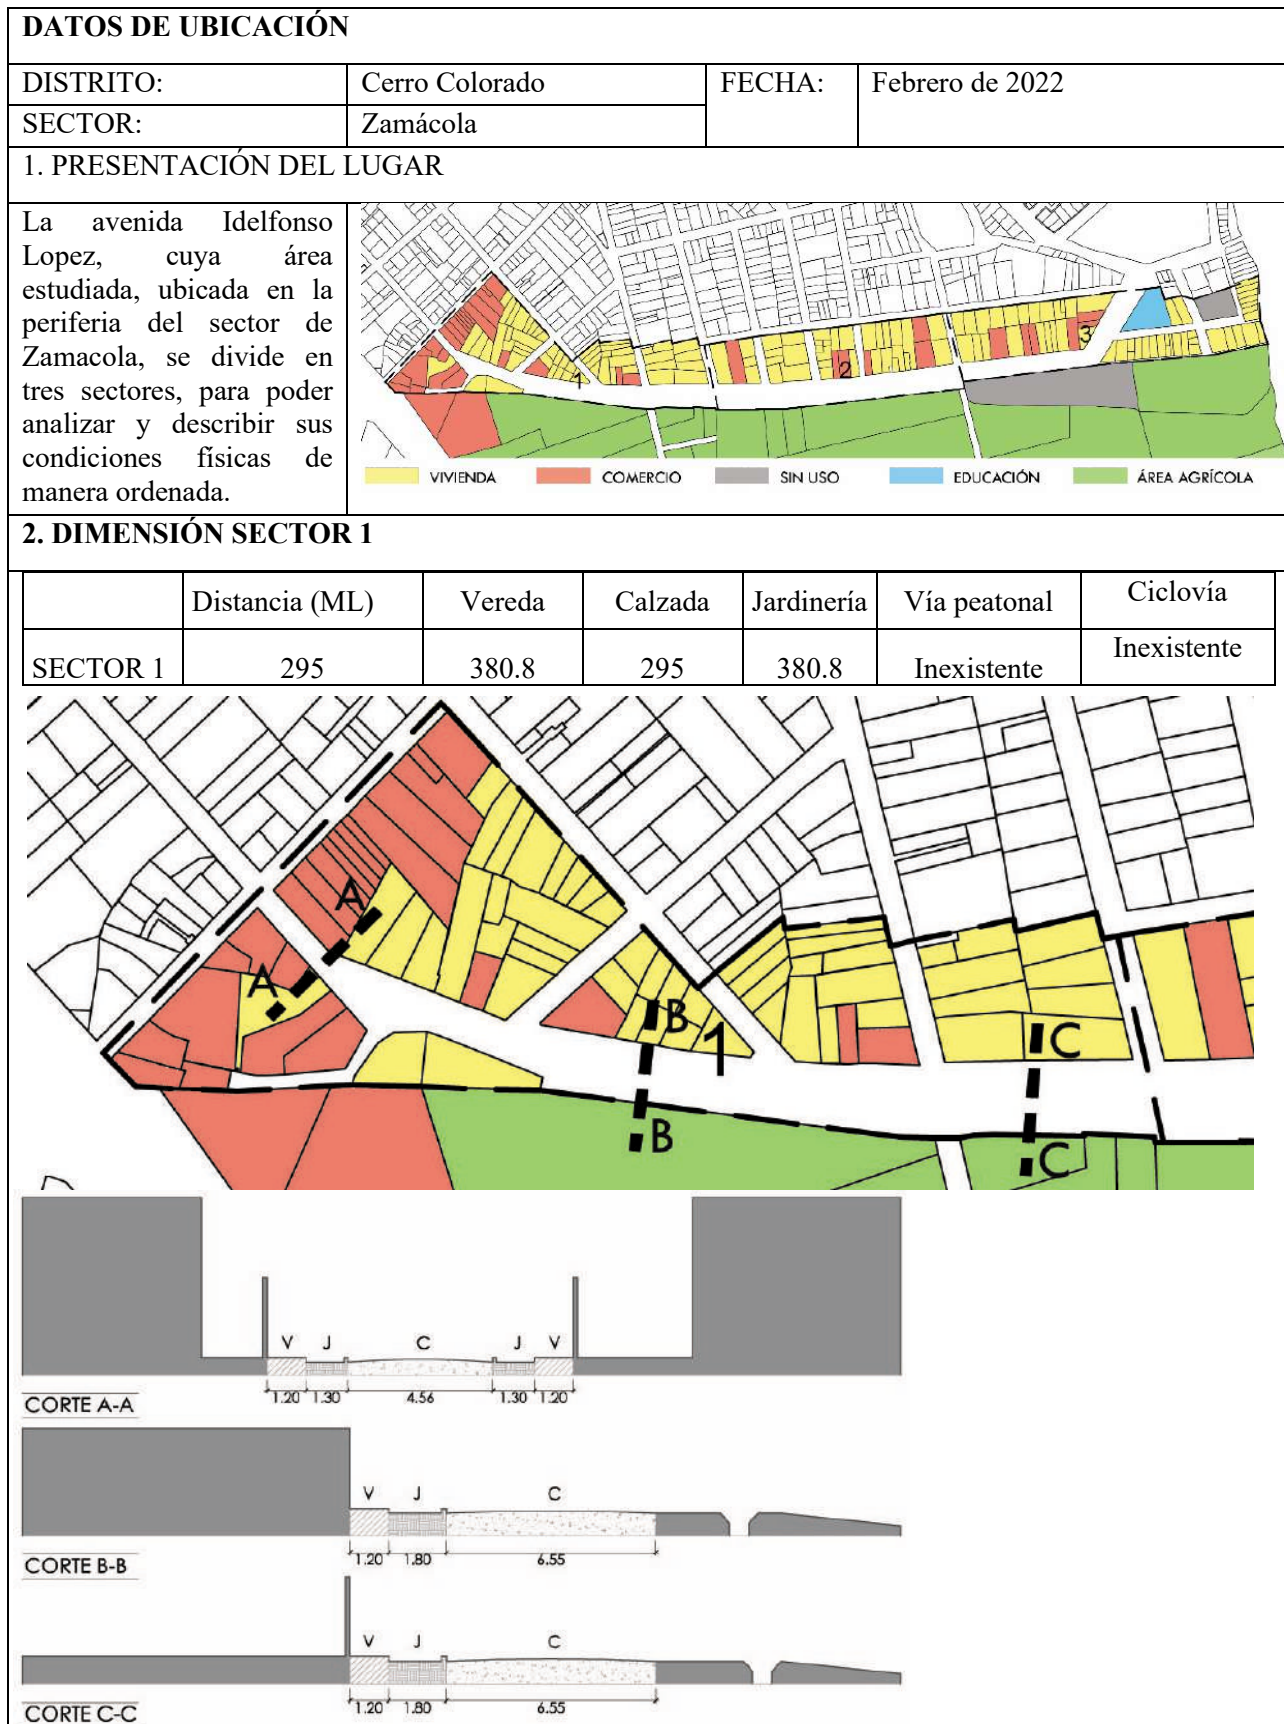 DATOS DE UBICACIÓN
DISTRITO: Cerro Colorado FECHA: Febrero de 2022
SECTOR: Zamácola
1. PRESENTACIÓN DEL LUGAR
La avenida Idelfonso
Lopez, cuya área
estudiada, ubicada en la
periferia del sector de
Zamacola, se divide en
tres sectores, para poder
analizar y describir sus
condiciones físicas de
manera ordenada.
1
2
3
VIVIENDA COMERCIO SIN USO EDUCACIÓN ÁREA AGRÍCOLA
2. DIMENSIÓN SECTOR 1
Distancia (ML) Vereda Calzada Jardinería Vía peatonal Ciclovía
SECTOR 1 295 380.8 295 380.8 Inexistente Inexistente
A
A
B
1
C
B
C
V J C J V
1.20 1.30 4.56 1.30 1.20
CORTE A-A
V J C
1.20 1.80 6.55
CORTE B-B
V J C
1.20 1.80 6.55
CORTE C-C